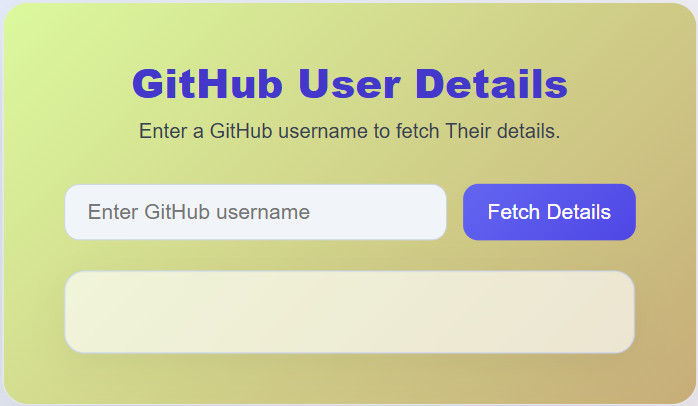 GitHub User Details
Enter a GitHub username to fetch Their details.
Enter GitHub username
Fetch Details